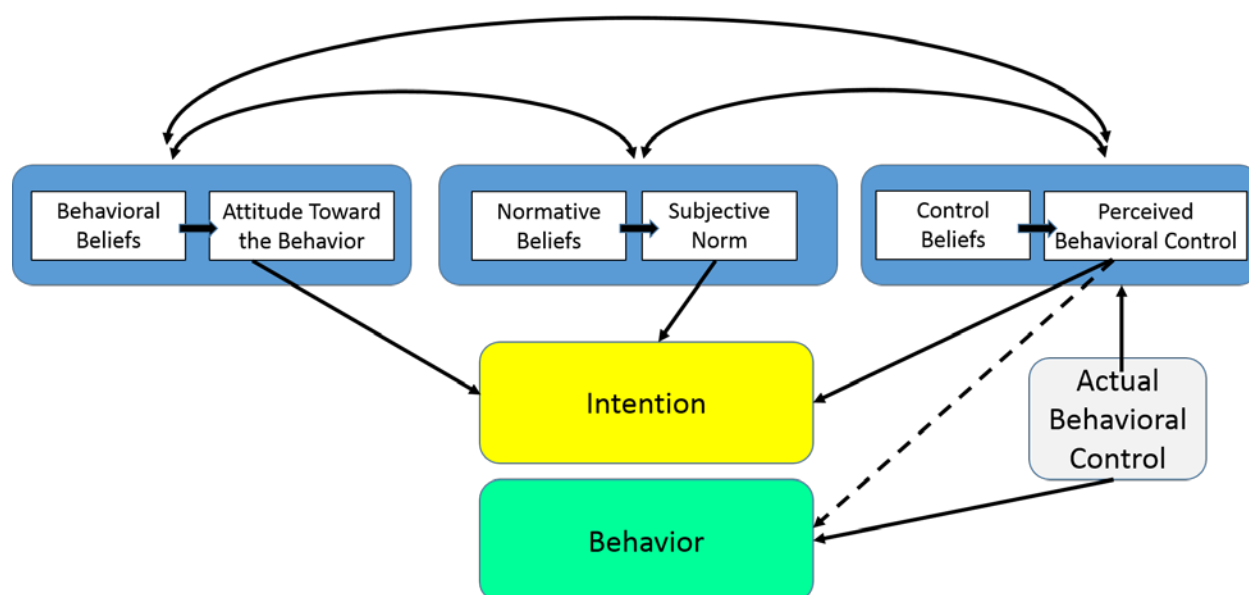 Behavioral
Beliefs
Attitude Toward
the Behavior
Normative
Beliefs
Subjective
Norm
Control
Beliefs
Perceived
Behavioral Control
Intention
Actual
Behavioral
Control
Behavior